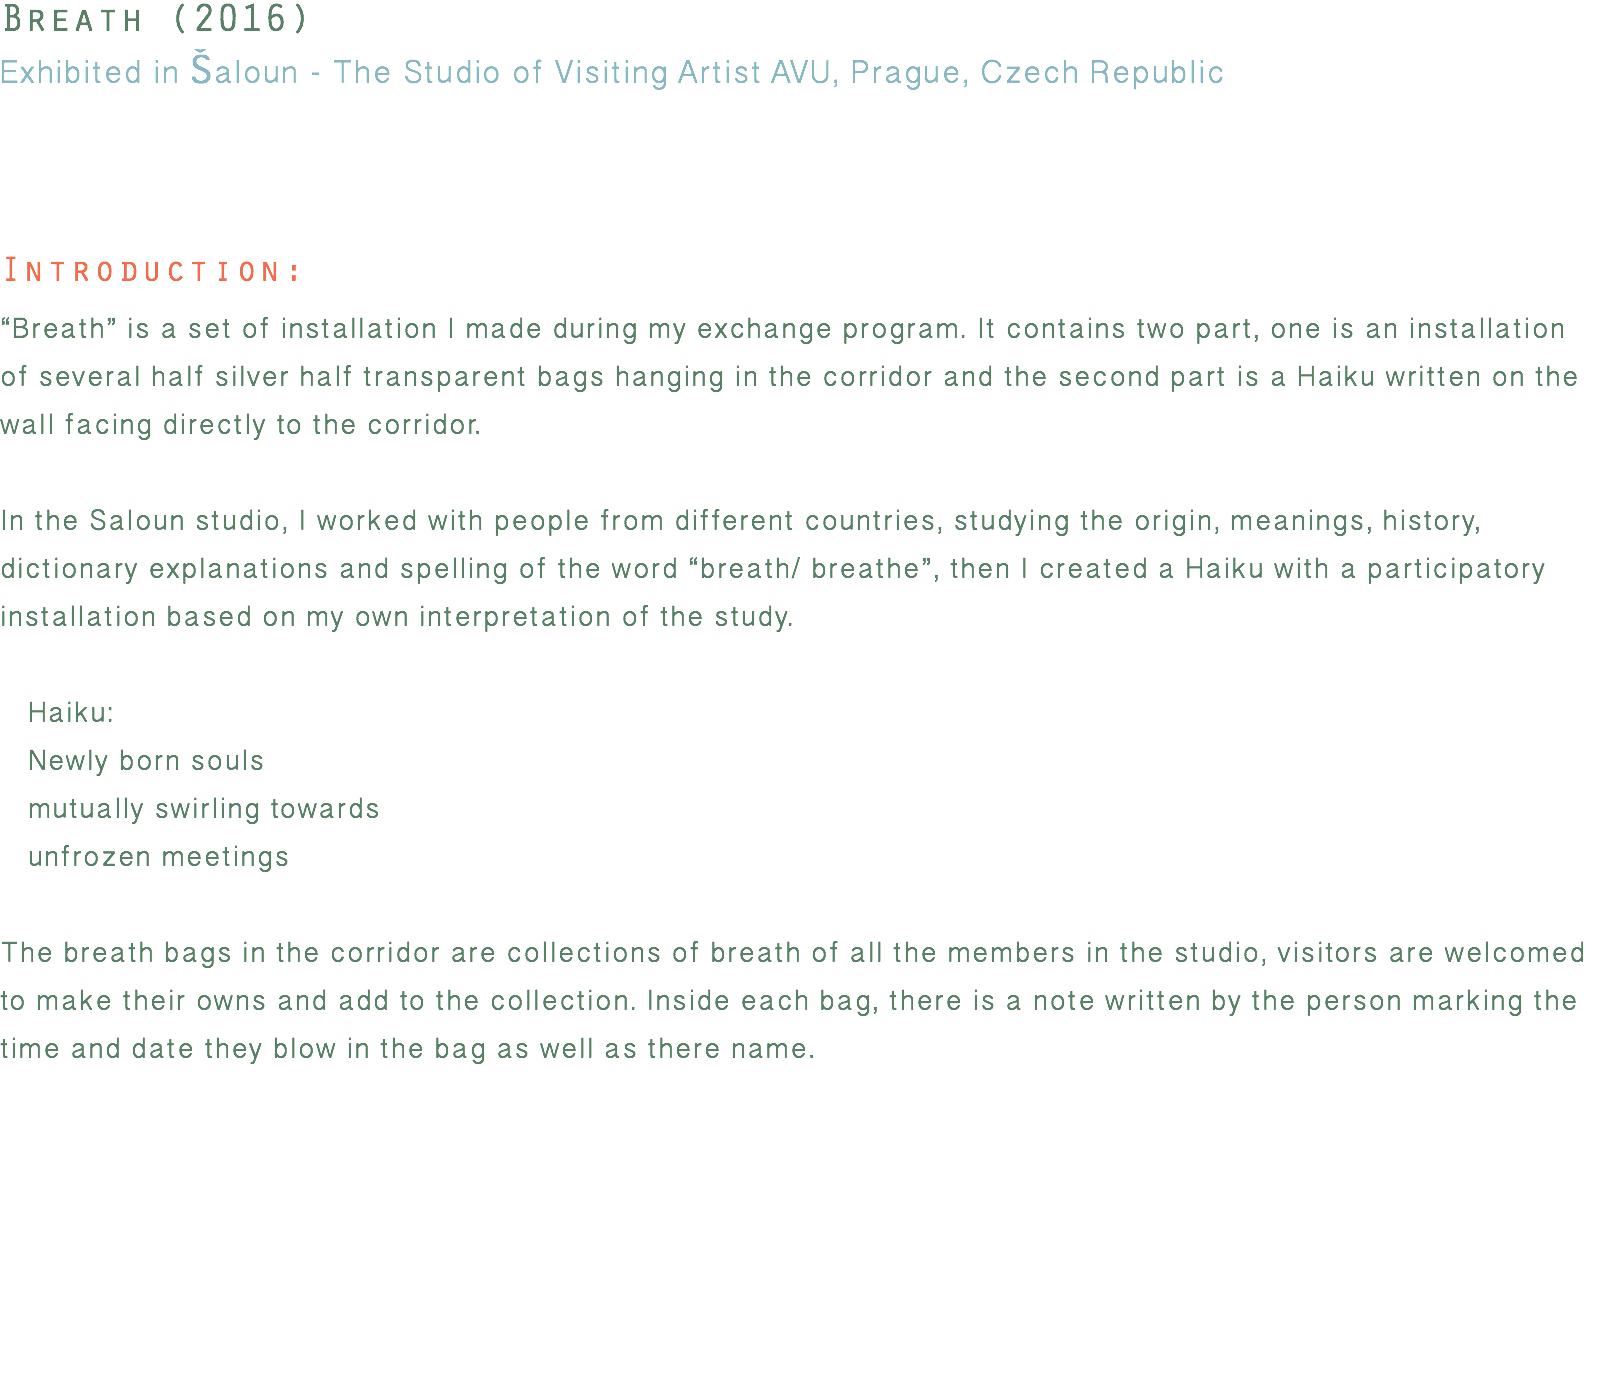 Breath (2016)
Exhibited in Šaloun - The Studio of Visiting Artist AVU, Prague, Czech Republic
Introduction:
“Breath” is a set of installation I made during my exchange program. It contains two part, one is an installation
of several half silver half transparent bags hanging in the corridor and the second part is a Haiku written on the
wall facing directly to the corridor.
In the Saloun studio, I worked with people from different countries, studying the origin, meanings, history,
dictionary explanations and spelling of the word “breath/ breathe”, then I created a Haiku with a participatory
installation based on my own interpretation of the study.
Haiku:
Newly born souls
mutually swirling towards
unfrozen meetings
The breath bags in the corridor are collections of breath of all the members in the studio, visitors are welcomed
to make their owns and add to the collection. Inside each bag, there is a note written by the person marking the
time and date they blow in the bag as well as there name.